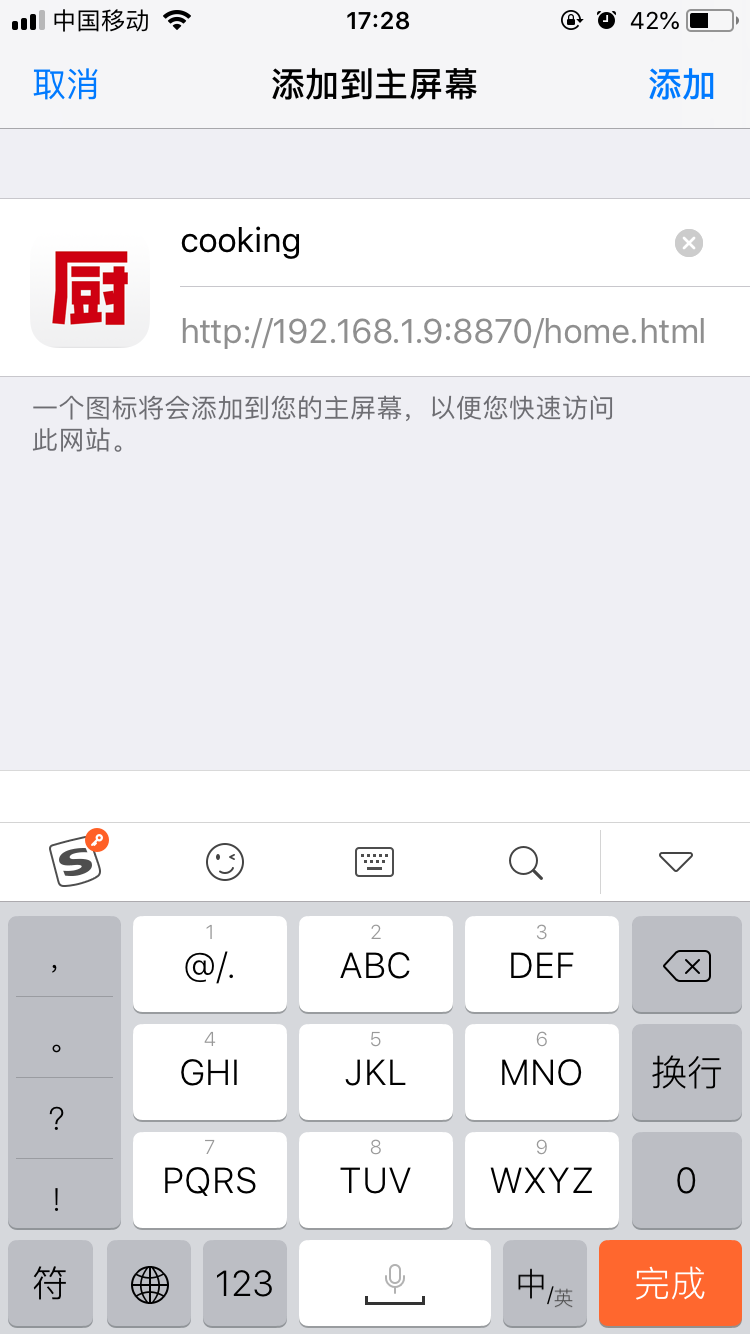 中国移动 17:28 42%
取消 添加到主屏幕 添加
厨
cooking
http://192.168.1.9:8870/home.html
一个图标将会添加到您的主屏幕，以便您快速访问
此网站。
S
， 1 @/. 2 ABC 3 DEF
。 4 GHI 5 JKL 6 MNO 换行
？ 7 PQRS 8 TUV 9 WXYZ 0
！
符 123 中/英 完成